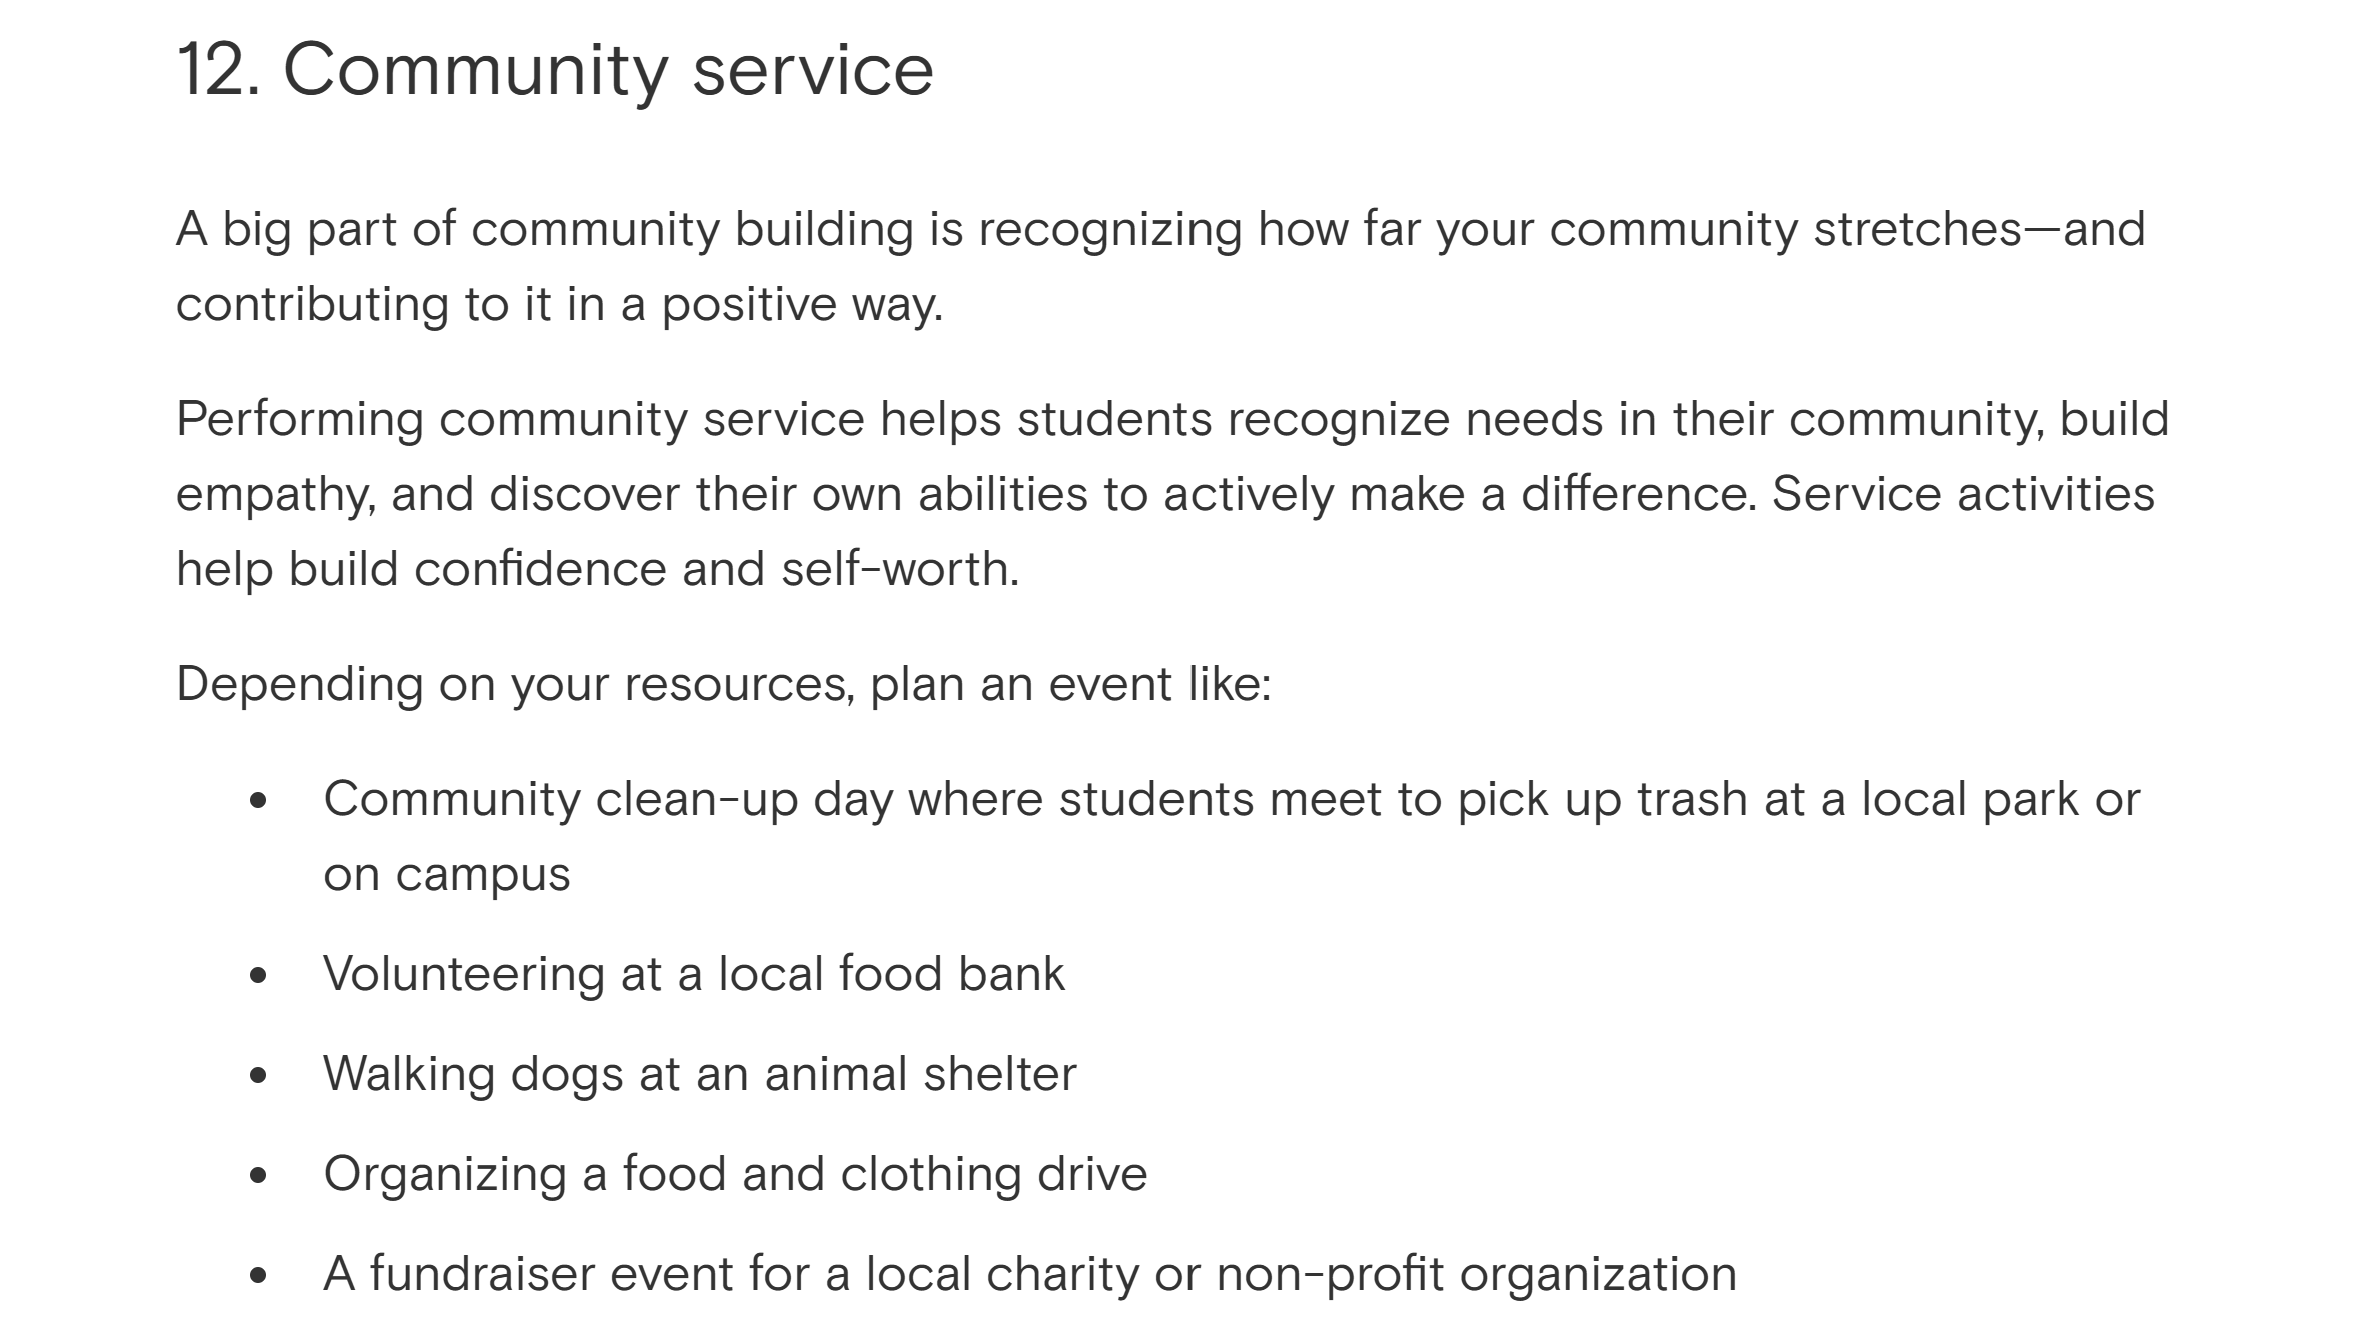 12. Community service
A big part of community building is recognizing how far your community stretches—and
contributing to it in a positive way.
Performing community service helps students recognize needs in their community, build
empathy, and discover their own abilities to actively make a difference. Service activities
help build confidence and self-worth.
Depending on your resources, plan an event like:
• Community clean-up day where students meet to pick up trash at a local park or
on campus
• Volunteering at a local food bank
• Walking dogs at an animal shelter
• Organizing a food and clothing drive
• A fundraiser event for a local charity or non-profit organization